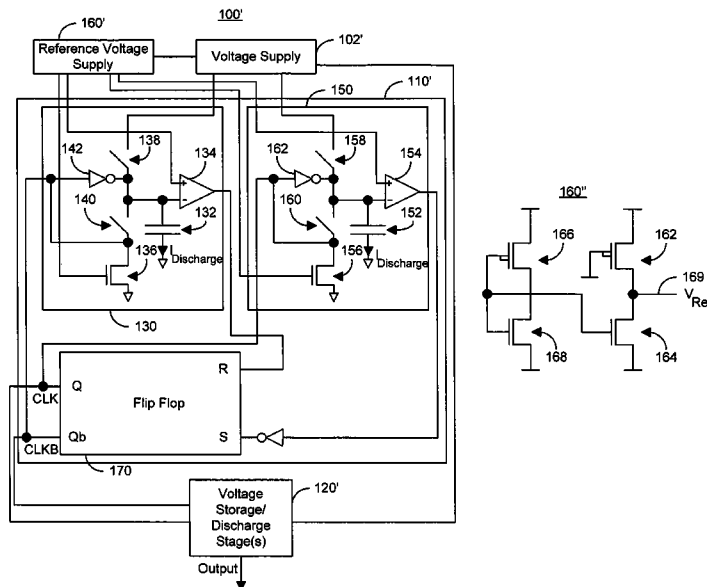 100'
160'
Reference Voltage
Supply
Voltage Supply
102'
150
110'
138
142
134
140
132
136
I
Discharge
130
158
162
154
160
152
156
I
Discharge
160"
166
162
169
V
Re
168
164
R
Q
CLK
Flip Flop
Qb
S
CLKB
170
120'
Voltage
Storage/
Discharge
Stage(s)
Output